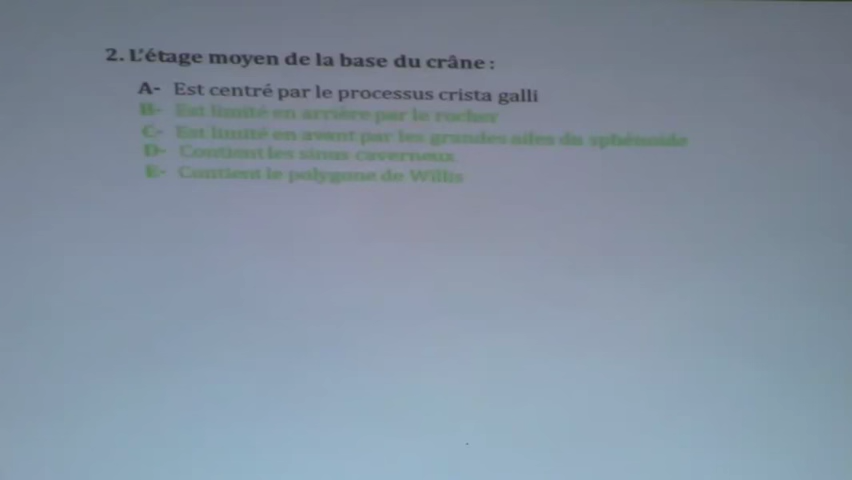 2. L'étage moyen de la base du crâne :
A- Est centré par le processus crista galli
B- Est limité en arrière par le rocher
C- Est limité en avant par les grandes ailes du sphénoïde
D- Contient les sinus caverneux
E- Contient le polygone de Willis